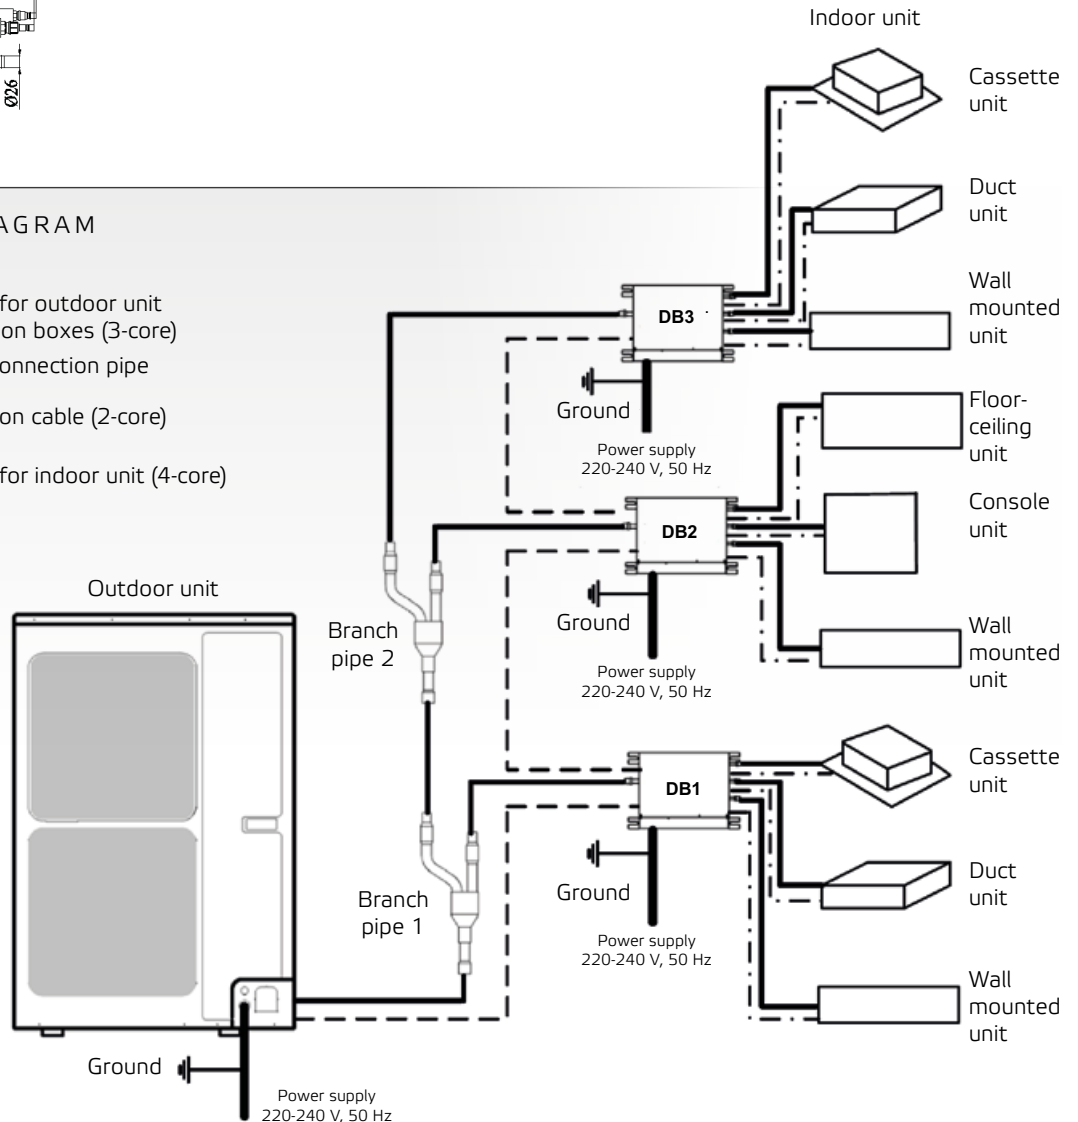 Ø26
Indoor unit
Cassette
unit
Duct
unit
Wall
mounted
unit
AGRAM
for outdoor unit
on boxes (3-core)
onnection pipe
on cable (2-core)
for indoor unit (4-core)
DB3
Ground
Power supply
220-240 V, 50 Hz
Floor-
ceiling
unit
Console
unit
Wall
mounted
unit
DB2
Ground
Power supply
220-240 V, 50 Hz
Outdoor unit
Branch
pipe 2
Cassette
unit
Duct
unit
Wall
mounted
unit
DB1
Ground
Power supply
220-240 V, 50 Hz
Branch
pipe 1
Ground
Power supply
220-240 V, 50 Hz